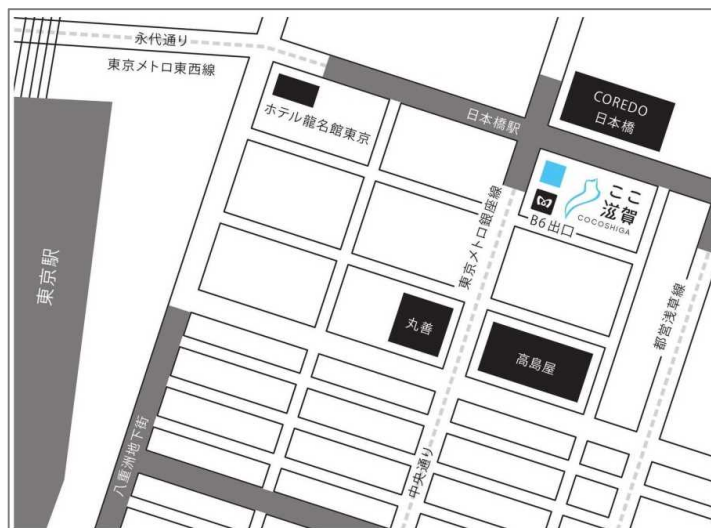 永代通り
東京メトロ東西線
ホテル龍名館東京
日本橋駅
COREDO
日本橋
ここ
滋賀
COCOSHIGA
B6出口
東京メトロ銀座線
都営浅草線
東京駅
丸善
高島屋
八重洲地下街
中央通り